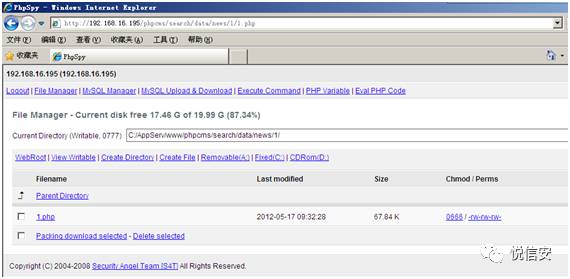 PhpSpy - Windows Internet Explorer
http://192.168.16.195/phpcms/search/data/news/1/1.php
文件(F) 编辑(E) 查看(V) 收藏夹(A) 工具(T) 帮助(H)
收藏夹 PhpSpy
192.168.16.195 (192.168.16.195)
Logout | File Manager | MySQL Manager | MySQL Upload & Download | Execute Command | PHP Variable | Eval PHP Code
File Manager - Current disk free 17.46 G of 19.99 G (87.34%)
Current Directory (Writable, 0777) C:/AppServ/www/phpcms/search/data/news/1/
WebRoot | View Writable | Create Directory | Create File | Removable(A:) | Fixed(C:) | CDRom(D:)
Filename Last modified Size Chmod / Perms
Parent Directory
1.php 2012-05-17 09:32:28 67.84 K 0666 / -rw-rw-rw-
Packing download selected - Delete selected
Copyright (C) 2004-2008 Security Angel Team [S4T] All Rights Reserved.
悦信安